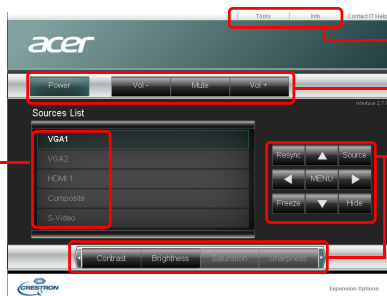 Tools Info Contact IT Help
acer
Power Vol - Mute Vol +
Interface 2.7
Sources List
VGA1
VGA2
HDMI 1
Composite
S-Video
Resync Source
MENU
Freeze Hide
Contrast Brightness Saturation Sharpness
CRESTRON
Expansion Options